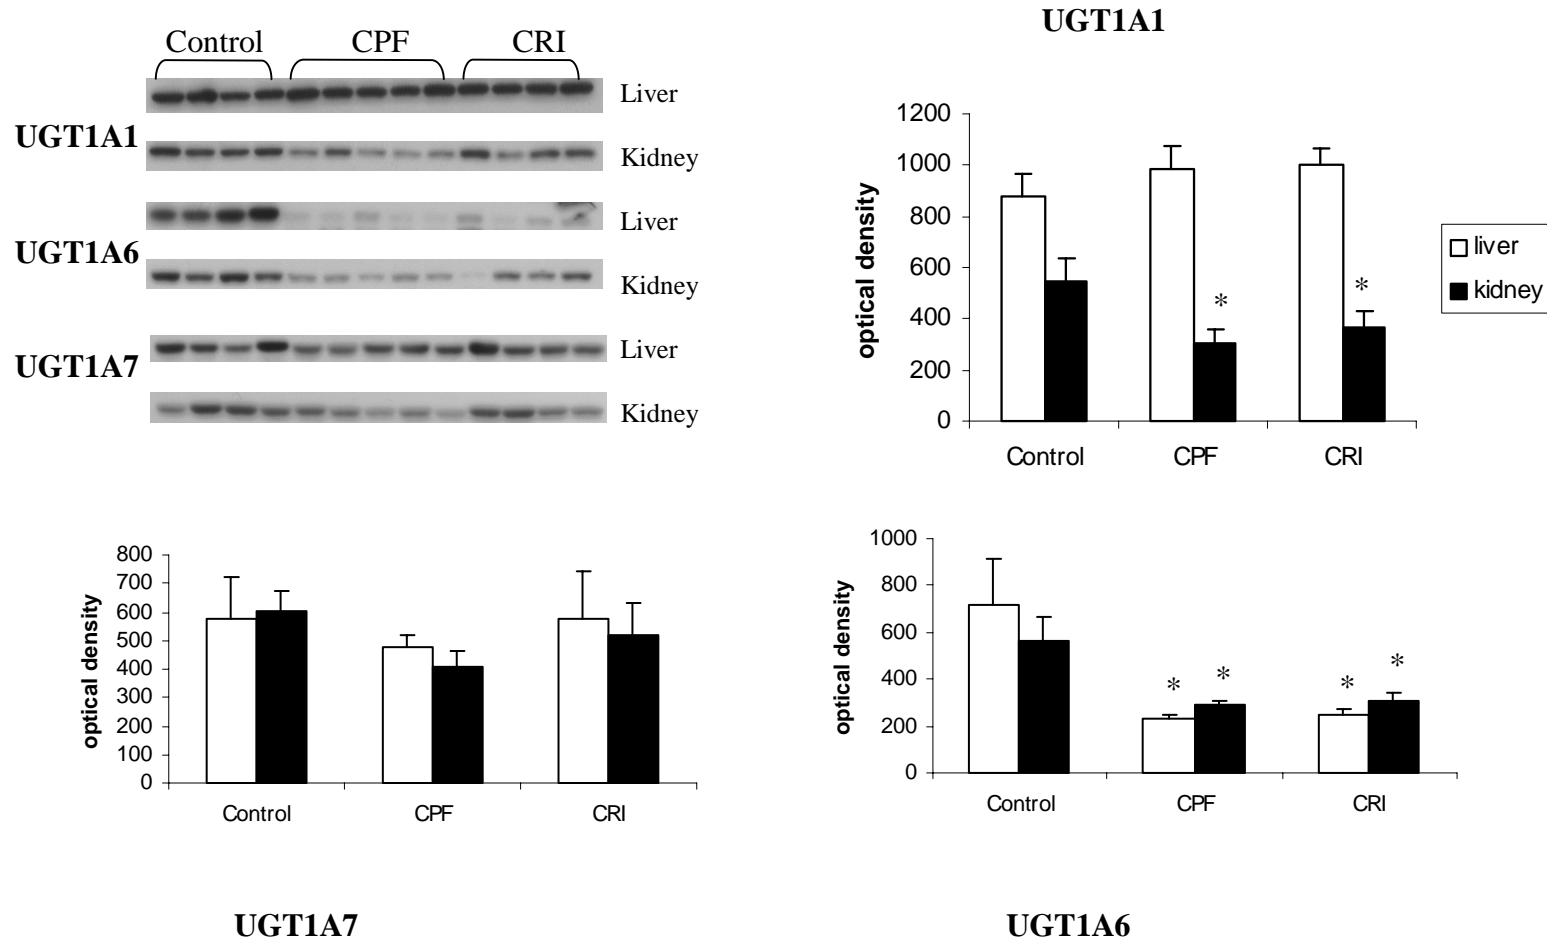 Control CPF CRI
UGT1A1
Liver
Kidney
UGT1A6
Liver
Kidney
UGT1A7
Liver
Kidney
UGT1A1
optical density
1200
1000
800
600
400
200
0
* *
Control CPF CRI
liver
kidney
optical density
800
700
600
500
400
300
200
100
0
Control CPF CRI
UGT1A7
optical density
1000
800
600
400
200
0
* * * *
Control CPF CRI
UGT1A6